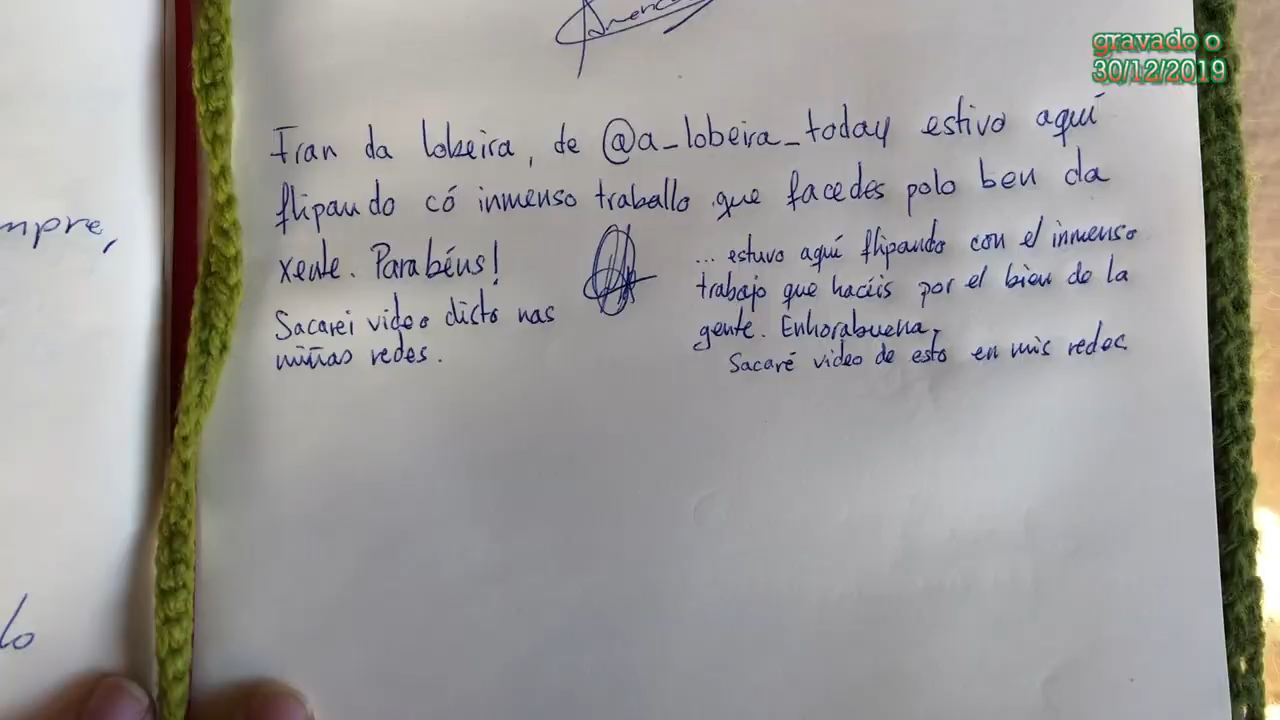 gravado o
30/12/2019
Fran da lobeira, de @a_lobeira_today estivo aquí
flipando có inmenso traballo que facedes polo ben da
xente. Parabéns!
Sacarei video disto nas
miñas redes.
... estuvo aquí flipando con el inmenso
trabajo que hacéis por el bien de la
gente. Enhorabuena.
Sacaré video de esto en mis redes
mpre,
lo